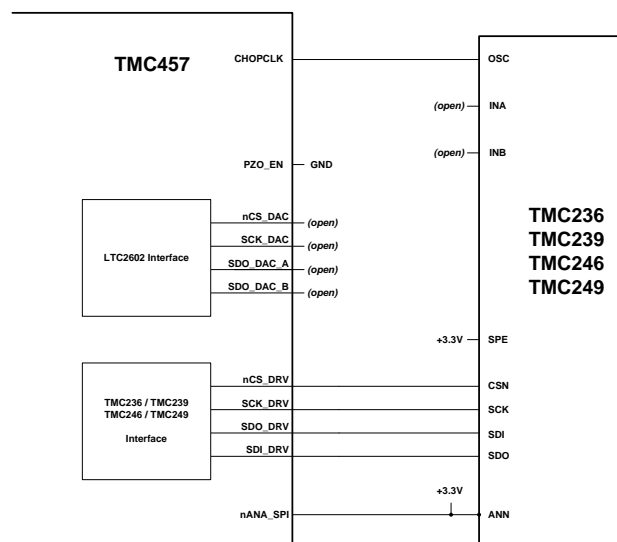 TMC457
CHOPCLK
OSC
(open)
INA
(open)
INB
PZO_EN
GND
LTC2602 Interface
nCS_DAC
(open)
SCK_DAC
(open)
SDO_DAC_A
(open)
SDO_DAC_B
(open)
TMC236
TMC239
TMC246
TMC249
+3.3V
SPE
TMC236 / TMC239
TMC246 / TMC249
Interface
nCS_DRV
CSN
SCK_DRV
SCK
SDO_DRV
SDI
SDI_DRV
SDO
+3.3V
nANA_SPI
ANN